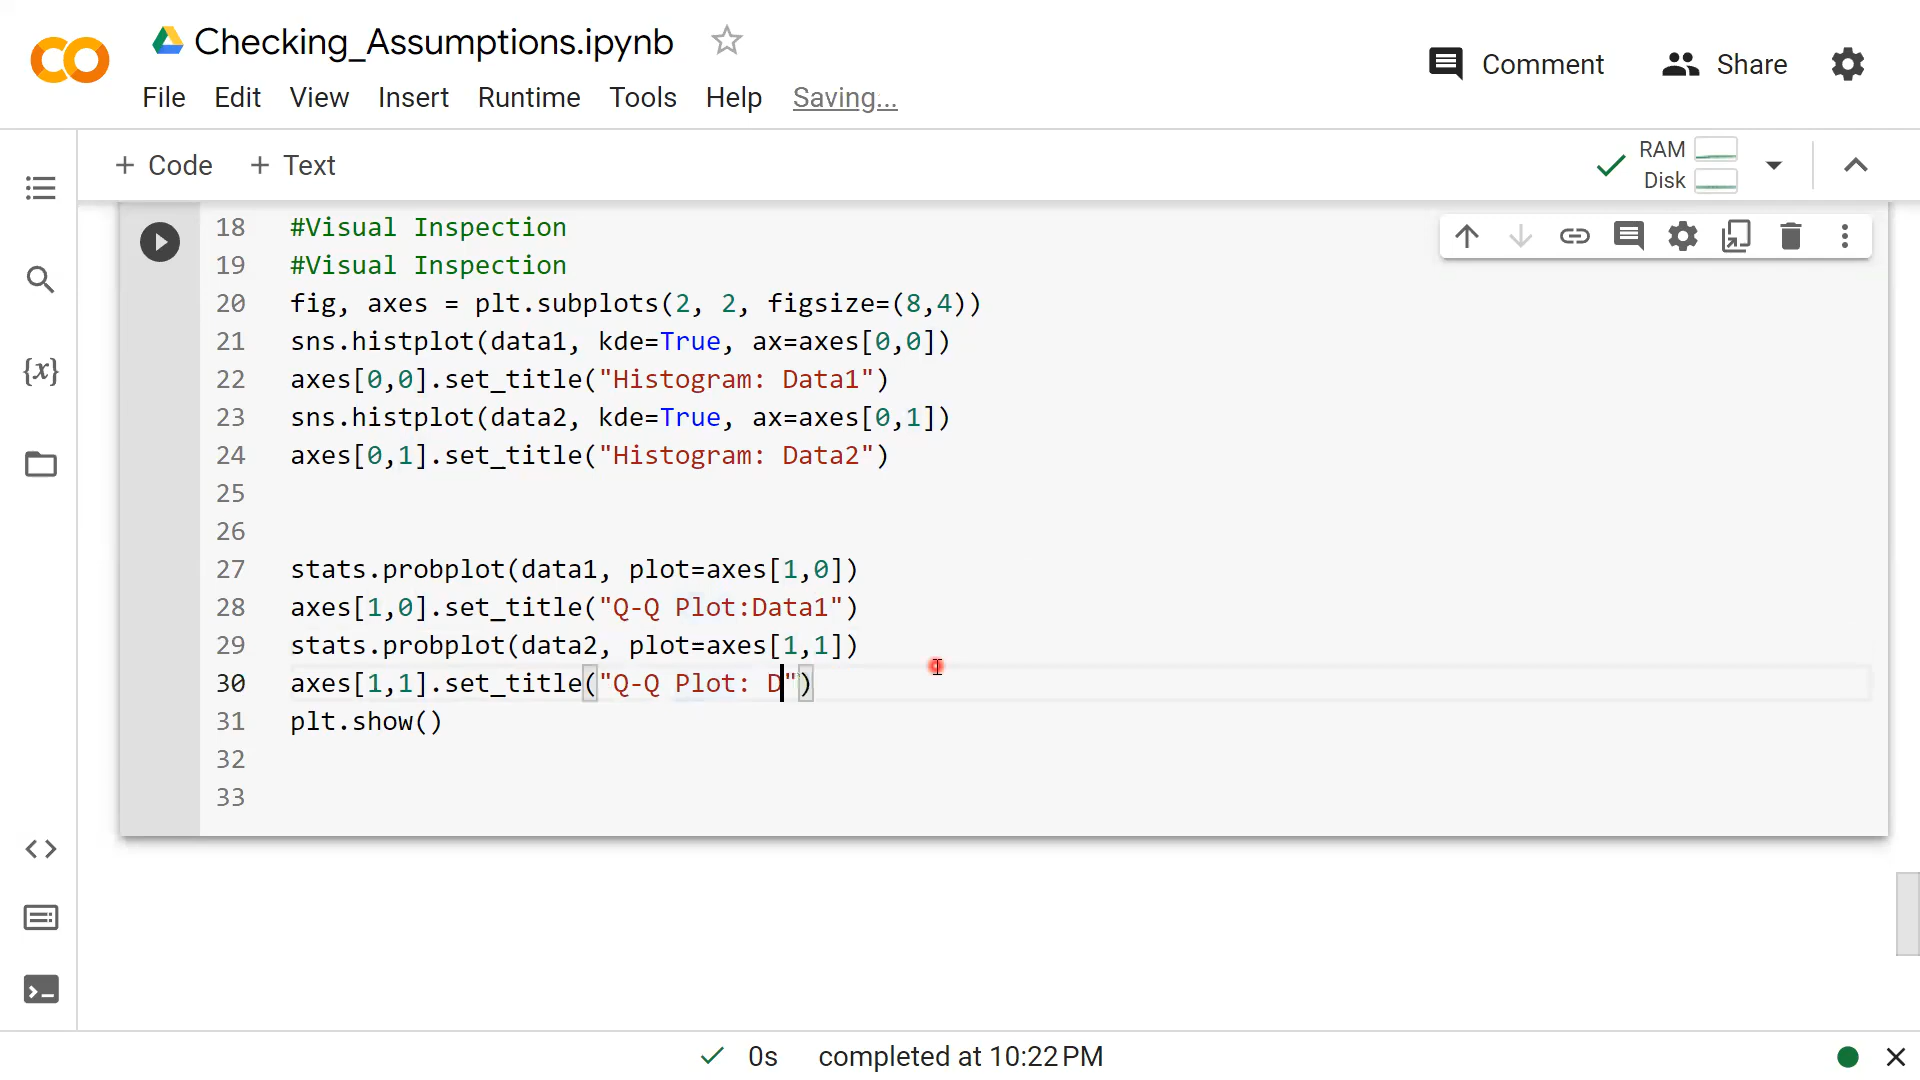 Checking_Assumptions.ipynb
File Edit View Insert Runtime Tools Help Saving...
Comment Share
+ Code + Text
RAM
Disk
18 #Visual Inspection
19 #Visual Inspection
20 fig, axes = plt.subplots(2, 2, figsize=(8,4))
21 sns.histplot(data1, kde=True, ax=axes[0,0])
22 axes[0,0].set_title("Histogram: Data1")
23 sns.histplot(data2, kde=True, ax=axes[0,1])
24 axes[0,1].set_title("Histogram: Data2")
25
26
27 stats.probplot(data1, plot=axes[1,0])
28 axes[1,0].set_title("Q-Q Plot:Data1")
29 stats.probplot(data2, plot=axes[1,1])
30 axes[1,1].set_title("Q-Q Plot: D")
31 plt.show()
32
33
{x}
0s completed at 10:22 PM